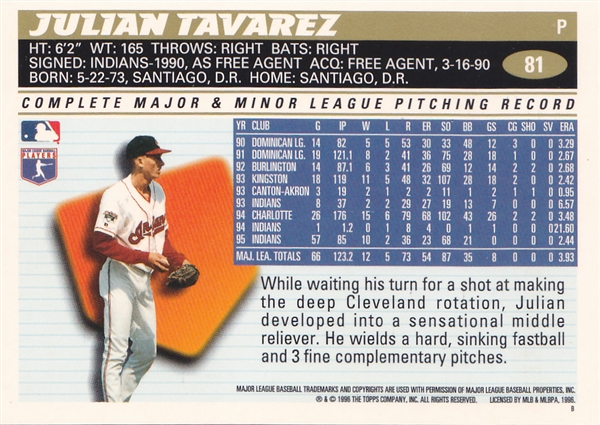 JULIAN TAVAREZ P
HT: 6'2" WT: 165 THROWS: RIGHT BATS: RIGHT
SIGNED: INDIANS-1990, AS FREE AGENT ACQ: FREE AGENT, 3-16-90
BORN: 5-22-73, SANTIAGO, D.R. HOME: SANTIAGO, D.R.
81
COMPLETE MAJOR & MINOR LEAGUE PITCHING RECORD
YR CLUB G IP W L R ER SO BB GS CG SHO SV ERA
90 DOMINICAN LG. 14 82 5 5 53 30 33 48 12 3 0 0 3.29
91 DOMINICAN LG. 19 121.1 8 2 41 36 75 28 18 1 0 0 2.67
92 BURLINGTON 14 87.1 6 3 41 26 69 12 14 2 0 0 2.68
93 KINGSTON 18 119 11 5 48 32 107 28 18 2 0 0 2.42
93 CANTON-AKRON 3 19 2 1 2 2 11 1 2 1 1 0 0.95
93 INDIANS 8 37 2 2 29 27 19 13 7 0 0 0 6.57
94 CHARLOTTE 26 176 15 6 79 68 102 43 26 2 2 0 3.48
94 INDIANS 1 1.2 0 1 8 4 0 1 1 0 0 0 21.60
95 INDIANS 57 85 10 2 36 23 68 21 0 0 0 0 2.44
MAJ. LEA. TOTALS 66 123.2 12 5 73 54 87 35 8 0 0 0 3.93
MAJOR LEAGUE BASEBALL
PLAYERS
Indians
While waiting his turn for a shot at making
the deep Cleveland rotation, Julian
developed into a sensational middle
reliever. He wields a hard, sinking fastball
and 3 fine complementary pitches.
MAJOR LEAGUE BASEBALL TRADEMARKS AND COPYRIGHTS ARE USED WITH PERMISSION OF MAJOR LEAGUE BASEBALL PROPERTIES, INC.
® & © 1996 THE TOPPS COMPANY, INC. ALL RIGHTS RESERVED. LICENSED BY MLB & MLBPA, 1996.
B